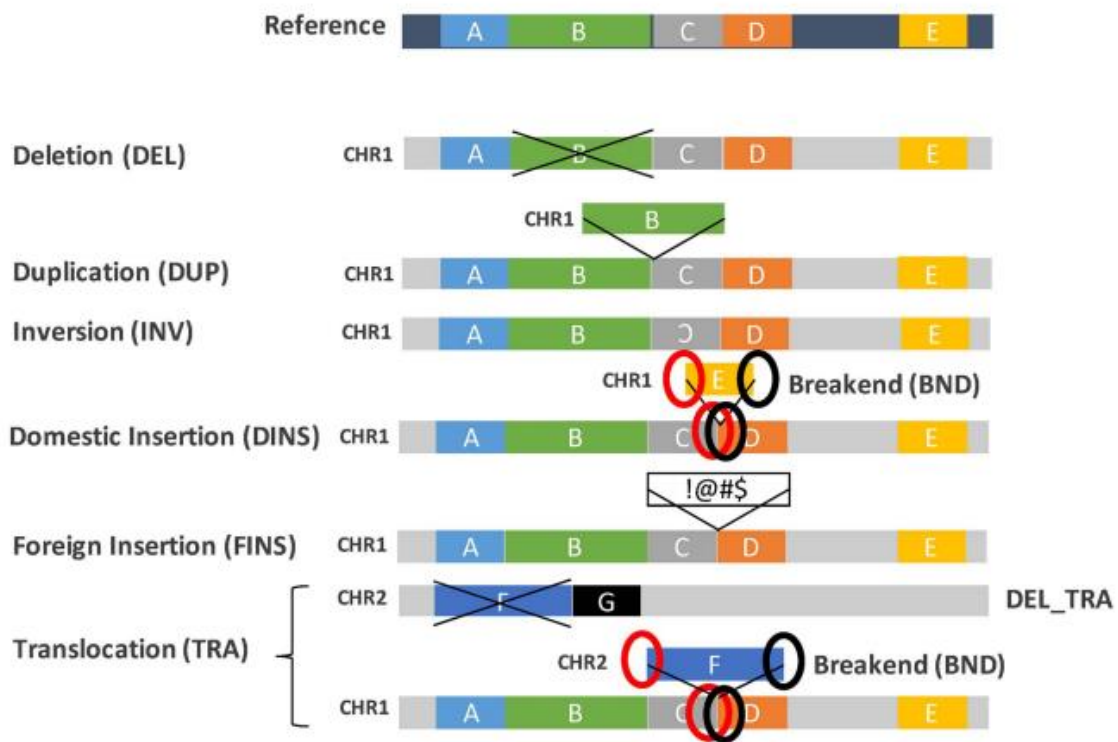 Reference A B C D E
Deletion (DEL) CHR1 A B C D E
CHR1 B
Duplication (DUP) CHR1 A B C D E
Inversion (INV) CHR1 A B C D E
CHR1 E Breakend (BND)
Domestic Insertion (DINS) CHR1 A B C D E
!@#$
Foreign Insertion (FINS) CHR1 A B C D E
CHR2 F G DEL_TRA
Translocation (TRA)
CHR2 F Breakend (BND)
CHR1 A B C D E